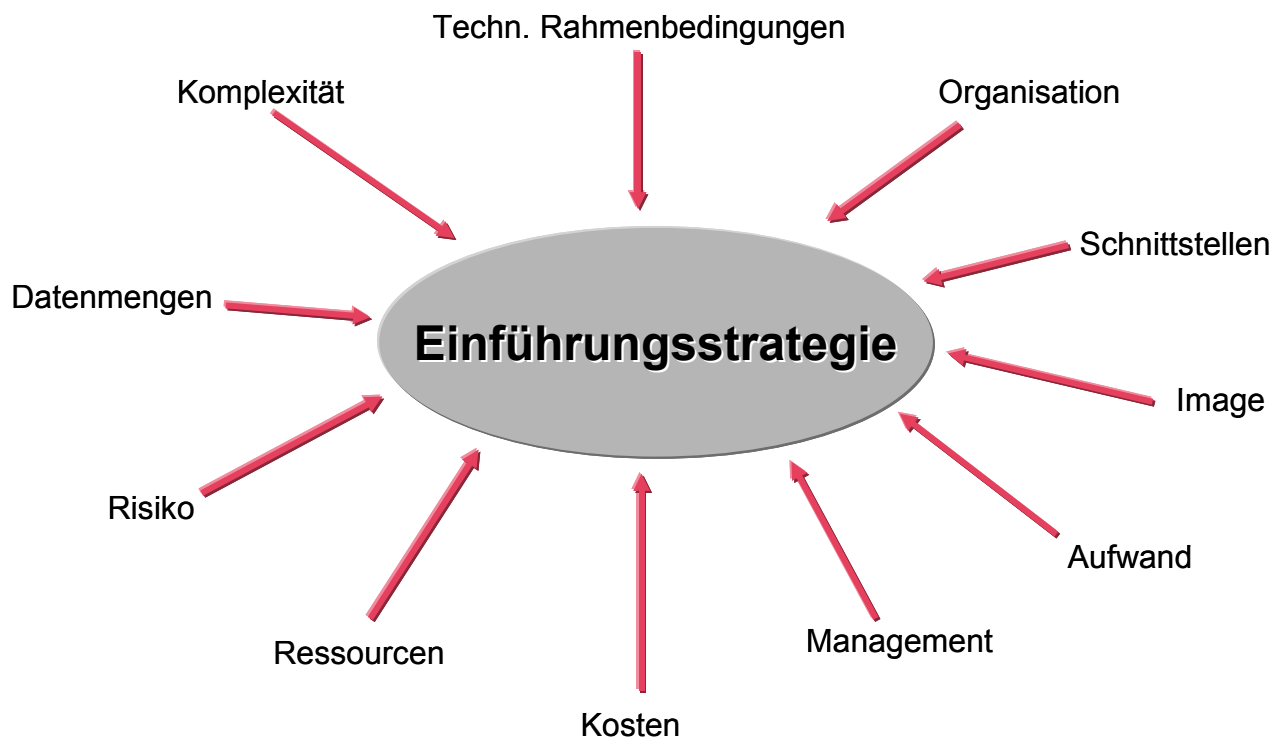 Techn. Rahmenbedingungen
Komplexität
Organisation
Schnittstellen
Datenmengen
Einführungsstrategie
Image
Risiko
Aufwand
Management
Ressourcen
Kosten